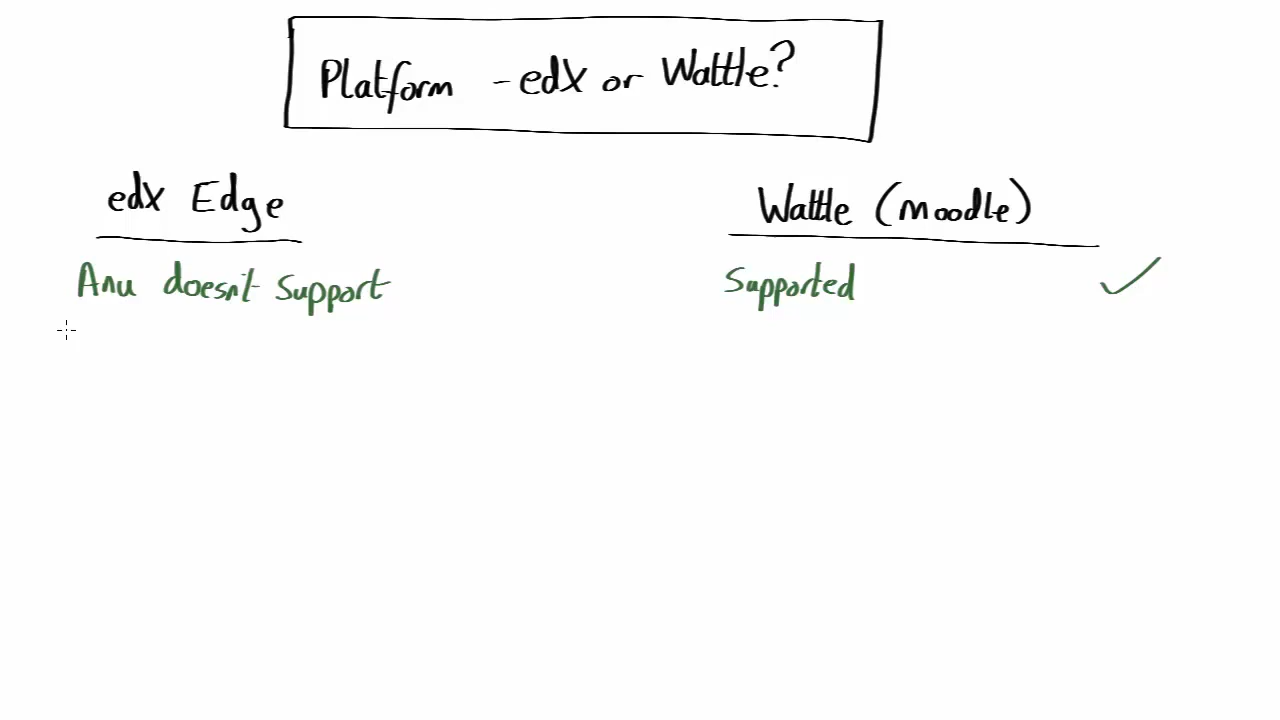 Platform - edX or Wattle?
edX Edge
Wattle (Moodle)
Anu doesn't support
Supported